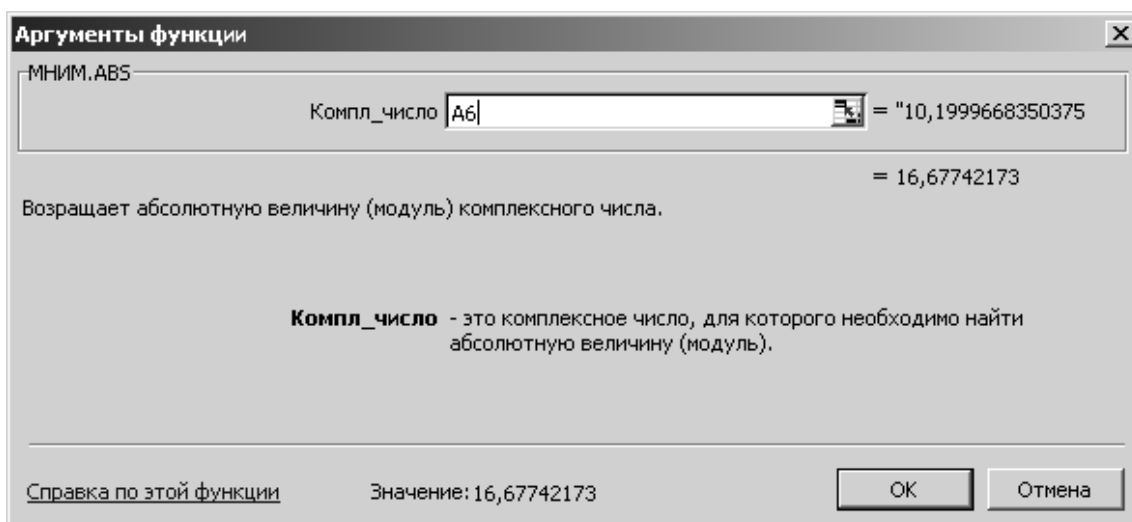 Аргументы функции
МНИМ.ABS
Компл_число A6 = "10,1999668350375
= 16,67742173
Возращает абсолютную величину (модуль) комплексного числа.
Компл_число - это комплексное число, для которого необходимо найти
абсолютную величину (модуль).
Справка по этой функции Значение: 16,67742173 OK Отмена